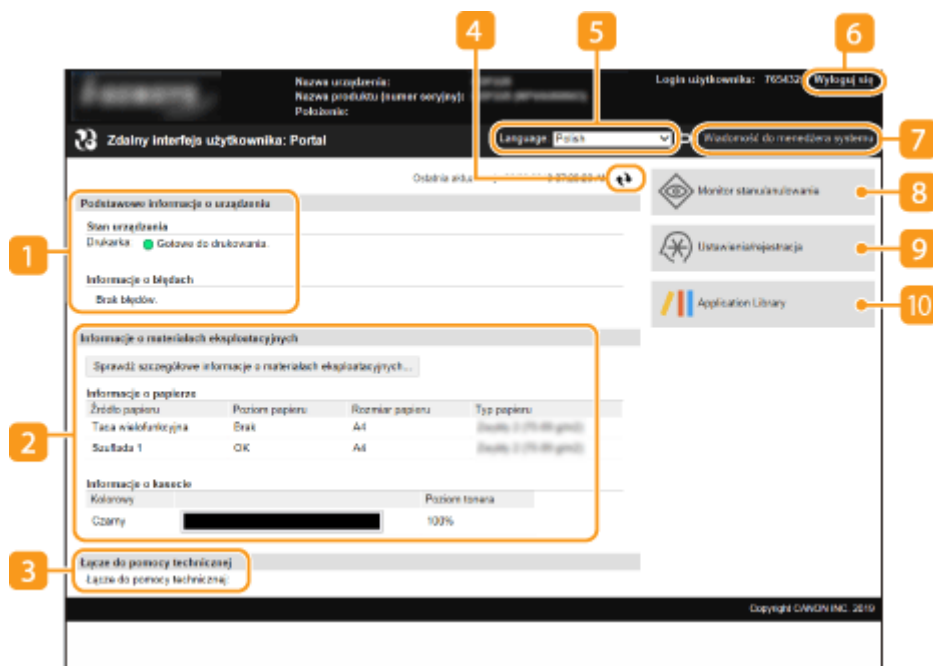 4 5 6
Nazwa urządzenia:
Login użytkownika: 765432 Wyloguj się
Nazwa produktu (numer seryjny):
Położenie:
Zdalny interfejs użytkownika: Portal
Language Polish
Wiadomość do menedżera systemu
7
Ostatnia
Podstawowe informacje o urządzeniu
Stan urządzenia
Drukarka: Gotowe do drukowania.
Informacje o błędach
Brak błędów.
1
Monitor stanu/anulowania
8
Ustawienia/rejestracja
9
Application Library
10
Informacje o materiałach eksploatacyjnych
Sprawdź szczegółowe informacje o materiałach eksploatacyjnych...
Informacje o papierze
Źródło papieru Poziom papieru Rozmiar papieru Typ papieru
Taca wielofunkcyjna Brak A4
Szuflada 1 OK A4
2
Informacje o kasecie
Kolorowy Poziom tonera
Czarny 100%
3
Łącze do pomocy technicznej
Łącze do pomocy technicznej:
Copyright CANON INC. 2019